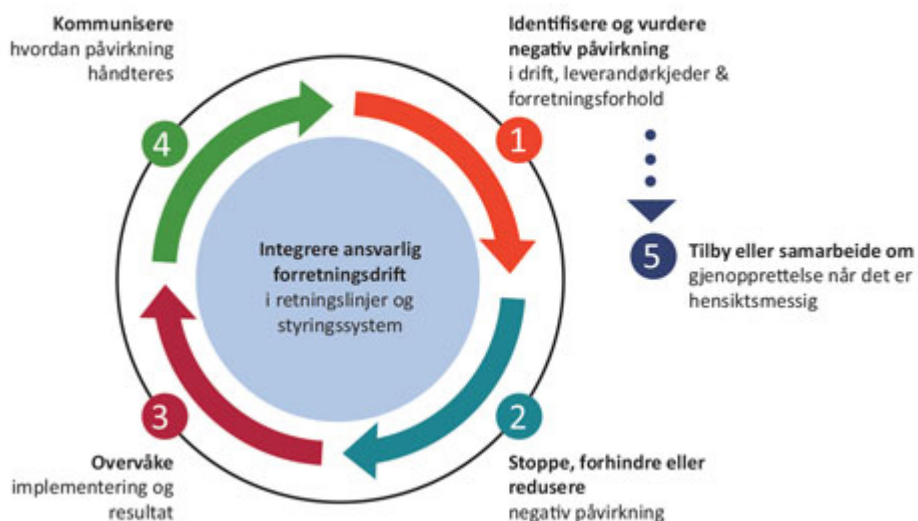 Kommunisere
hvordan påvirkning
håndteres
4
Identifisere og vurdere
negativ påvirkning
i drift, leverandørkjeder &
forretningsforhold
1
Integrere ansvarlig
forretningsdrift
i retningslinjer og
styringssystem
5
Tilby eller samarbeide om
gjenopprettelse når det er
hensiktsmessig
3
Overvåke
implementering og
resultat
2
Stoppe, forhindre eller
redusere
negativ påvirkning